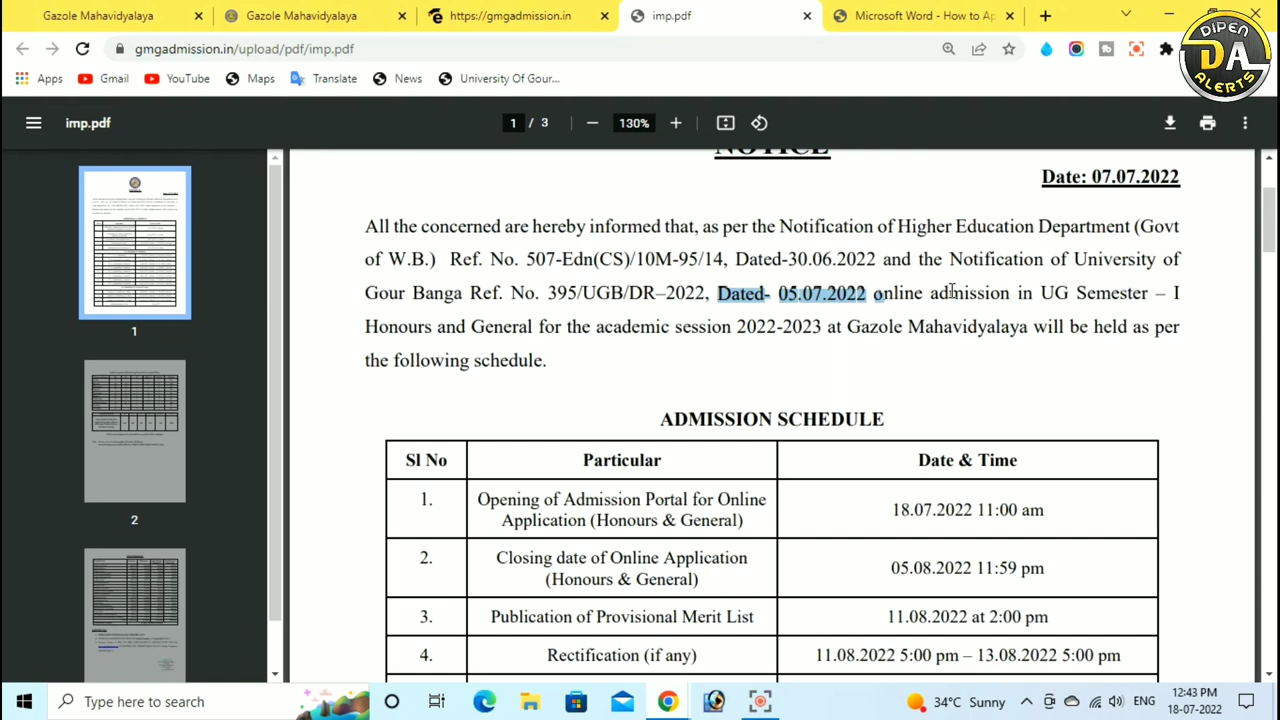 Gazole Mahavidyalaya
Gazole Mahavidyalaya
https://gmgadmission.in
imp.pdf
Microsoft Word - How to Ap
gmgadmission.in/upload/pdf/imp.pdf
Apps
Gmail
YouTube
Maps
Translate
News
University Of Gour...
DIPEN
DA
ALERTS
imp.pdf
1 / 3
130%
NOTICE
Date: 07.07.2022
All the concerned are hereby informed that, as per the Notification of Higher Education Department (Govt
of W.B.) Ref. No. 507-Edn(CS)/10M-95/14, Dated-30.06.2022 and the Notification of University of
Gour Banga Ref. No. 395/UGB/DR–2022, Dated- 05.07.2022 online admission in UG Semester – I
Honours and General for the academic session 2022-2023 at Gazole Mahavidyalaya will be held as per
the following schedule.
ADMISSION SCHEDULE
Sl No
Particular
Date & Time
1.
Opening of Admission Portal for Online
Application (Honours & General)
18.07.2022 11:00 am
2.
Closing date of Online Application
(Honours & General)
05.08.2022 11:59 pm
3.
Publication of Provisional Merit List
11.08.2022 at 2:00 pm
4.
Rectification (if any)
11.08.2022 5:00 pm – 13.08.2022 5:00 pm
1
2
Type here to search
34°C Sunny
ENG
12:43 PM
18-07-2022